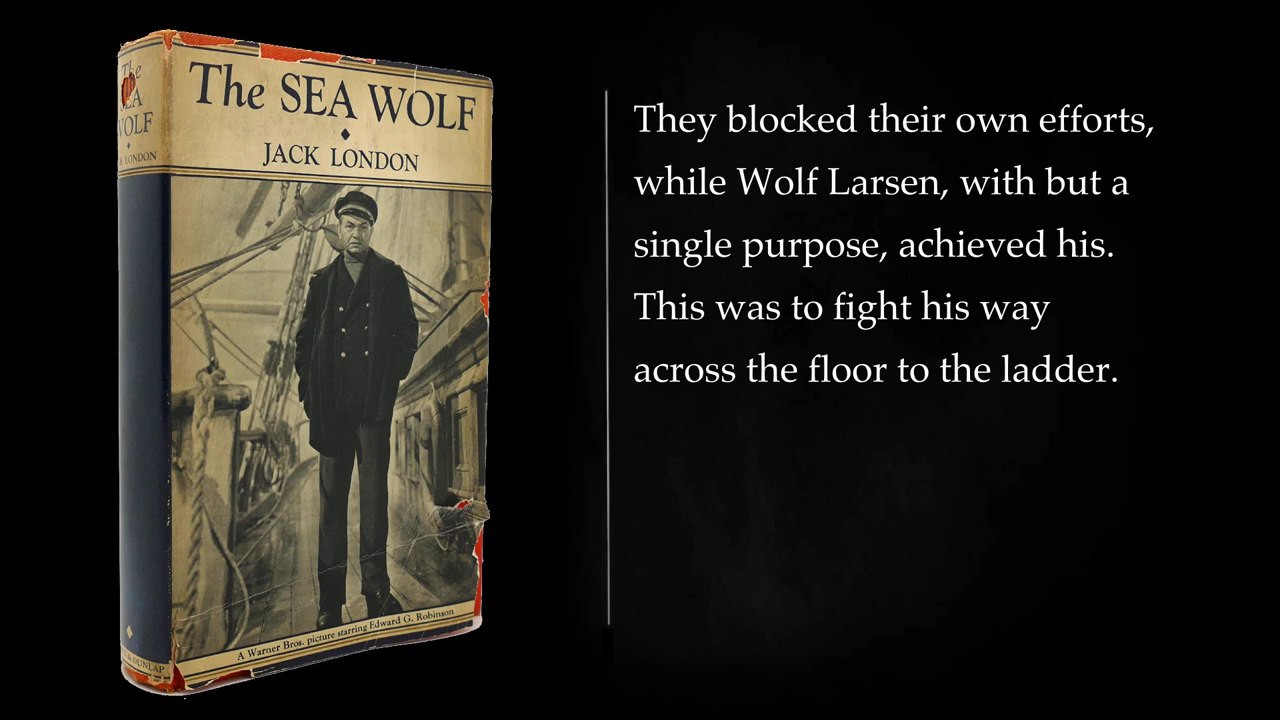 The SEA WOLF
JACK LONDON
A Warner Bros. picture starring Edward G. Robinson
The
WOLF
LONDON
DUNLAP
They blocked their own efforts,
while Wolf Larsen, with but a
single purpose, achieved his.
This was to fight his way
across the floor to the ladder.